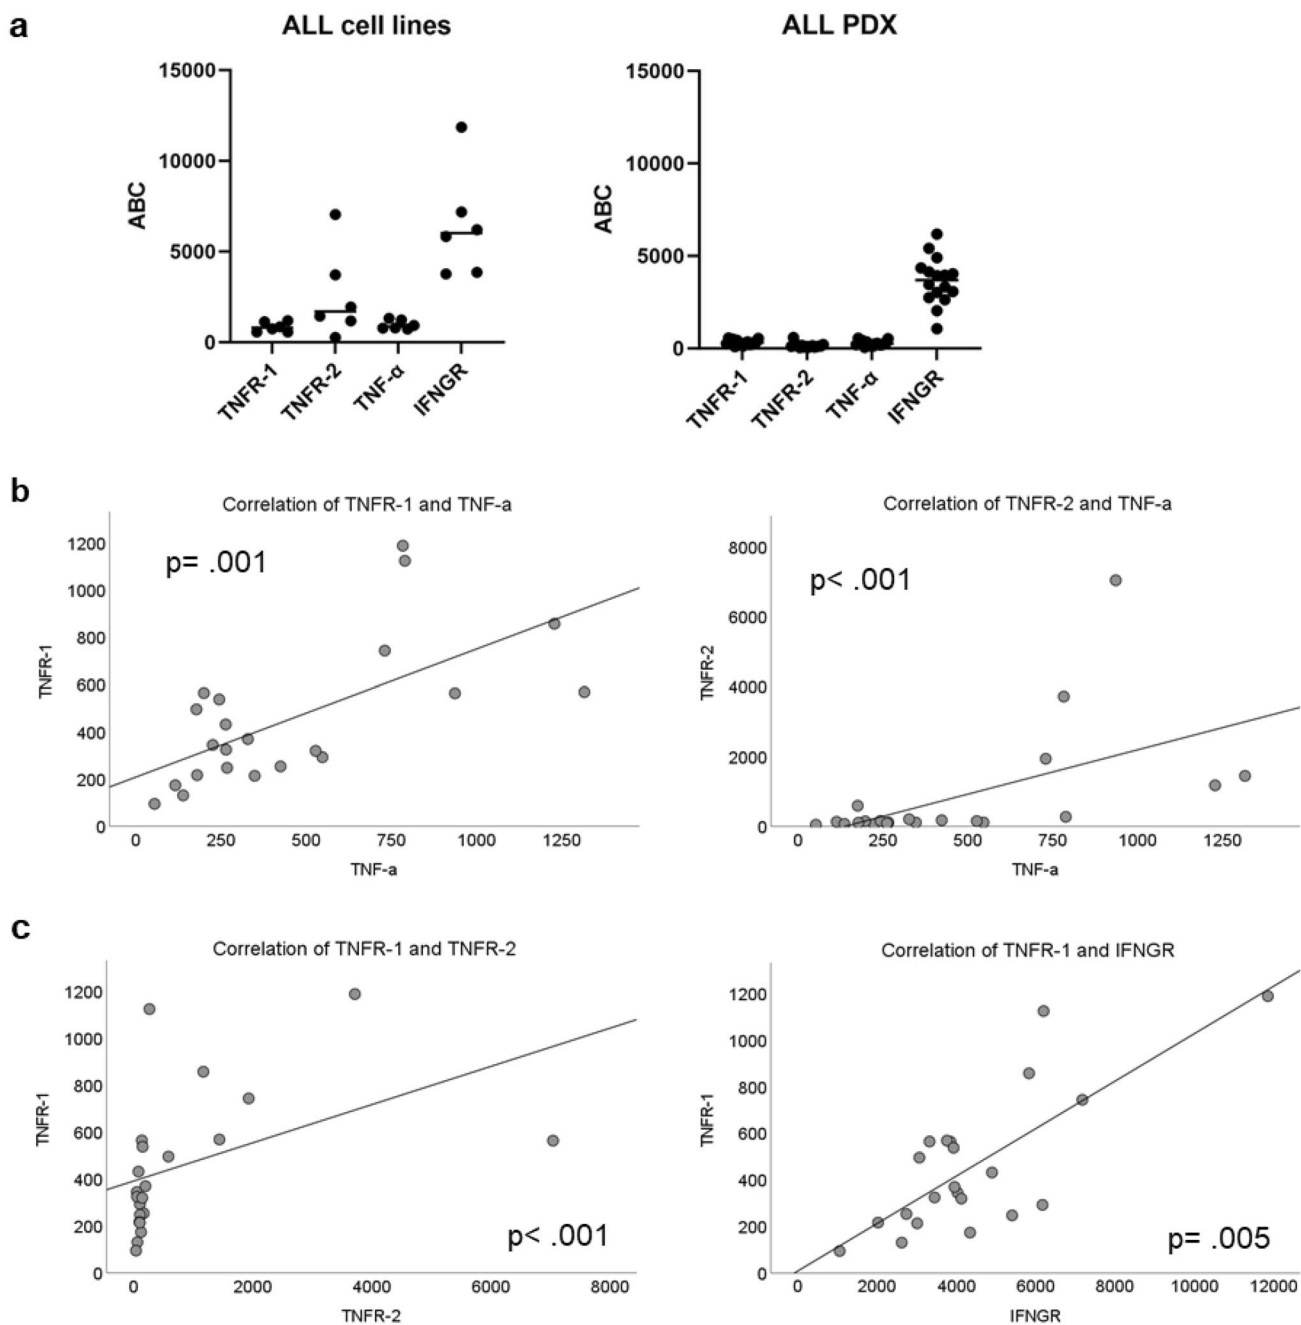 a
ALL cell lines
ALL PDX
15000
10000
5000
0
ABC
TNFR-1
TNFR-2
TNF-α
IFNGR
15000
10000
5000
0
ABC
TNFR-1
TNFR-2
TNF-α
IFNGR
b
Correlation of TNFR-1 and TNF-a
p= .001
1200
1000
800
600
400
200
0
TNFR-1
0 250 500 750 1000 1250
TNF-a
Correlation of TNFR-2 and TNF-a
p< .001
8000
6000
4000
2000
0
TNFR-2
0 250 500 750 1000 1250
TNF-a
c
Correlation of TNFR-1 and TNFR-2
1200
1000
800
600
400
200
0
TNFR-1
p< .001
0 2000 4000 6000 8000
TNFR-2
Correlation of TNFR-1 and IFNGR
1200
1000
800
600
400
200
0
TNFR-1
p= .005
0 2000 4000 6000 8000 10000 12000
IFNGR